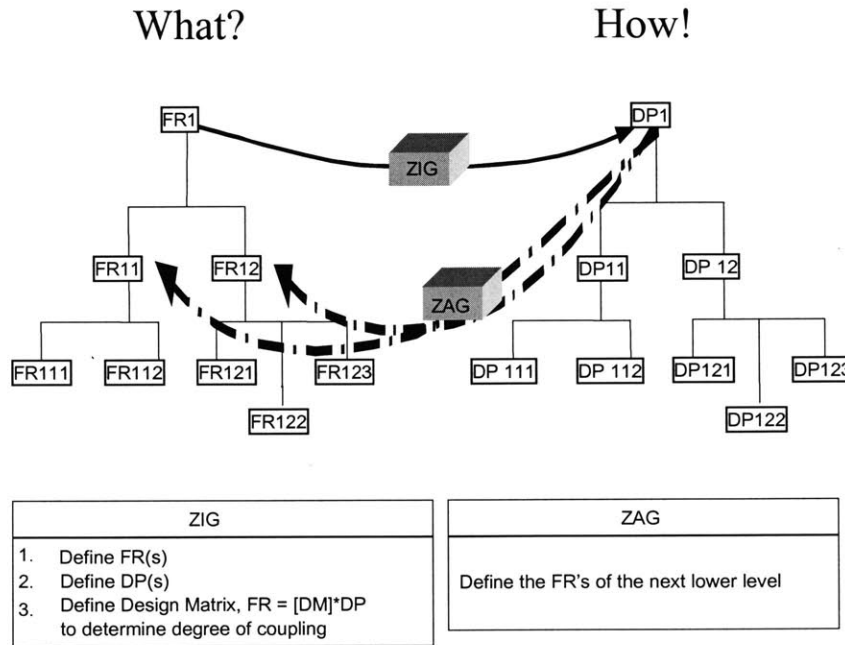 What?
How!
FR1
DP1
ZIG
FR11
FR12
DP11
DP 12
ZAG
FR111
FR112
FR121
FR123
DP 111
DP 112
DP121
DP123
FR122
DP122
ZIG
1. Define FR(s)
2. Define DP(s)
3. Define Design Matrix, FR = [DM]*DP
to determine degree of coupling
ZAG
Define the FR's of the next lower level